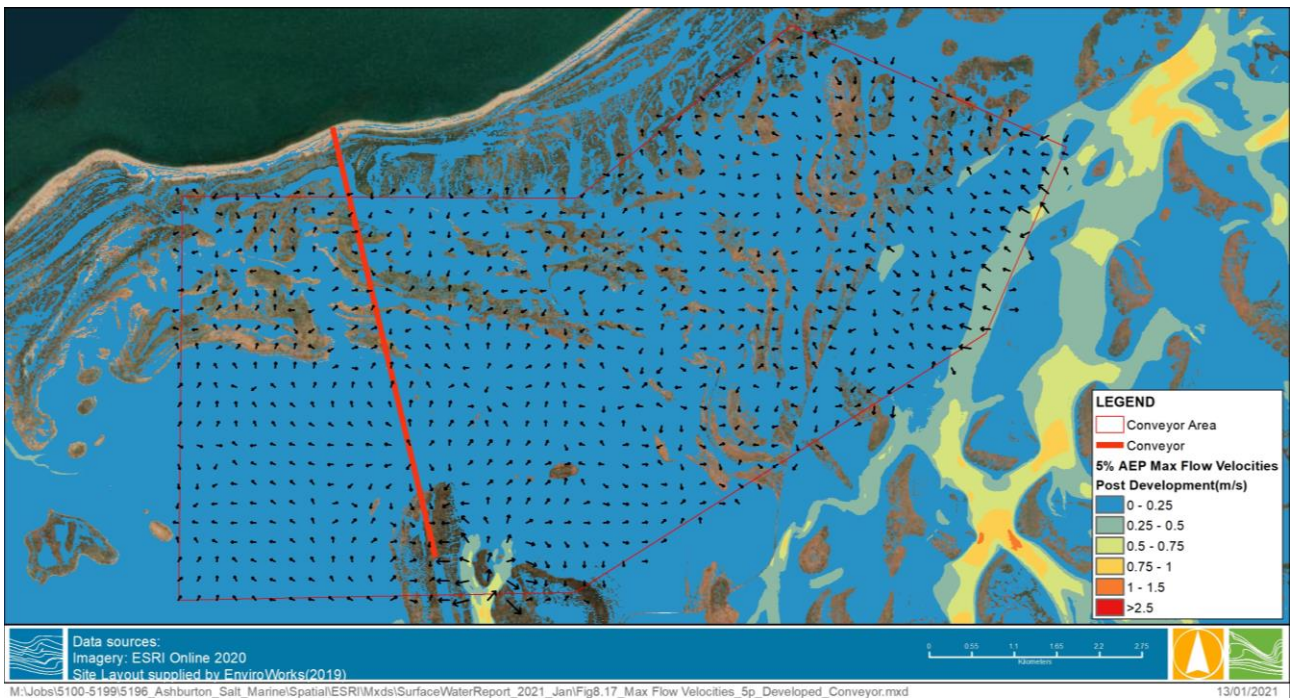 LEGEND
Conveyor Area
Conveyor
5% AEP Max Flow Velocities
Post Development(m/s)
0 - 0.25
0.25 - 0.5
0.5 - 0.75
0.75 - 1
1 - 1.5
>2.5
Data sources:
Imagery: ESRI Online 2020
Site Layout supplied by EnviroWorks(2019)
0 0.55 1.1 1.65 2.2 2.75
Kilometers
M:\Jobs\5100-5199\5196_Ashburton_Salt_Marine\Spatial\ESRI\Mxds\SurfaceWaterReport_2021_Jan\Fig8.17_Max Flow Velocities_5p_Developed_Conveyor.mxd
13/01/2021